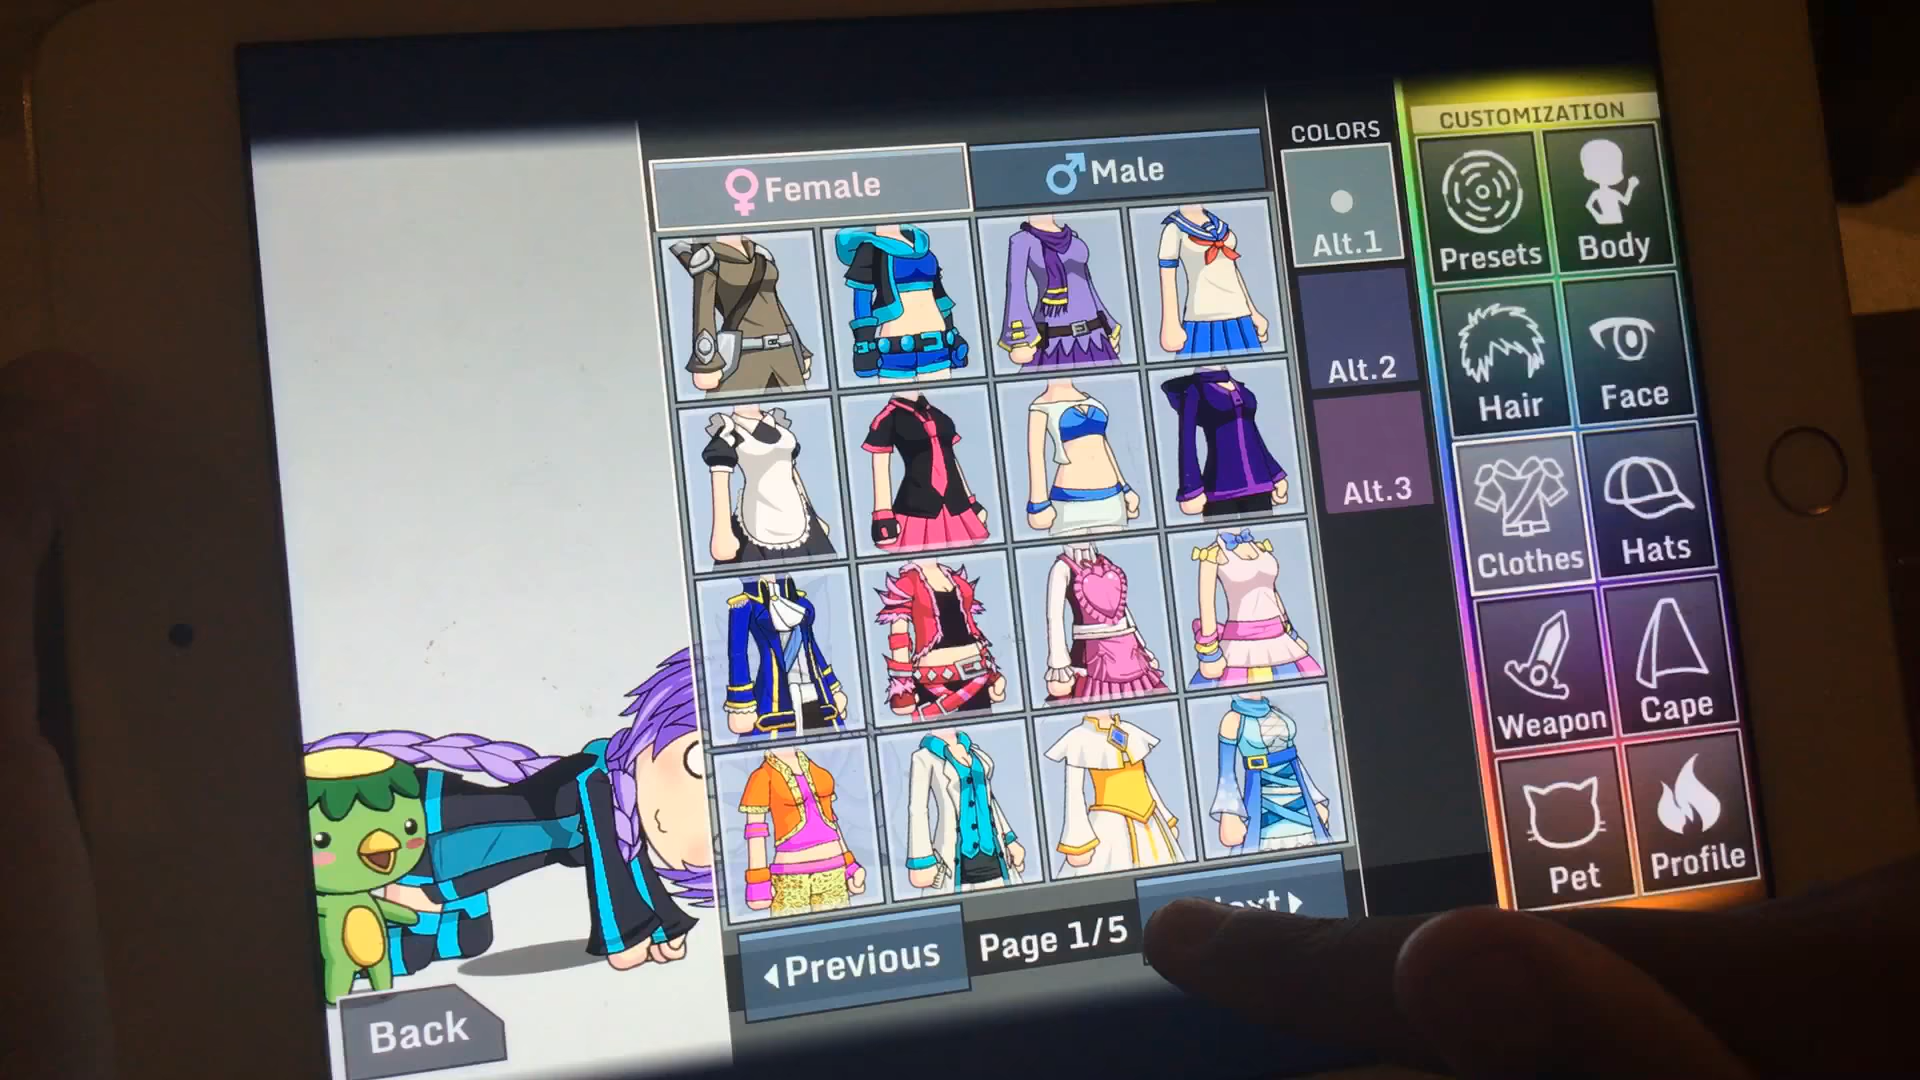 Female
Male
COLORS
Alt.1
Alt.2
Alt.3
CUSTOMIZATION
Presets
Body
Hair
Face
Clothes
Hats
Weapon
Cape
Pet
Profile
Previous
Page 1/5
Back